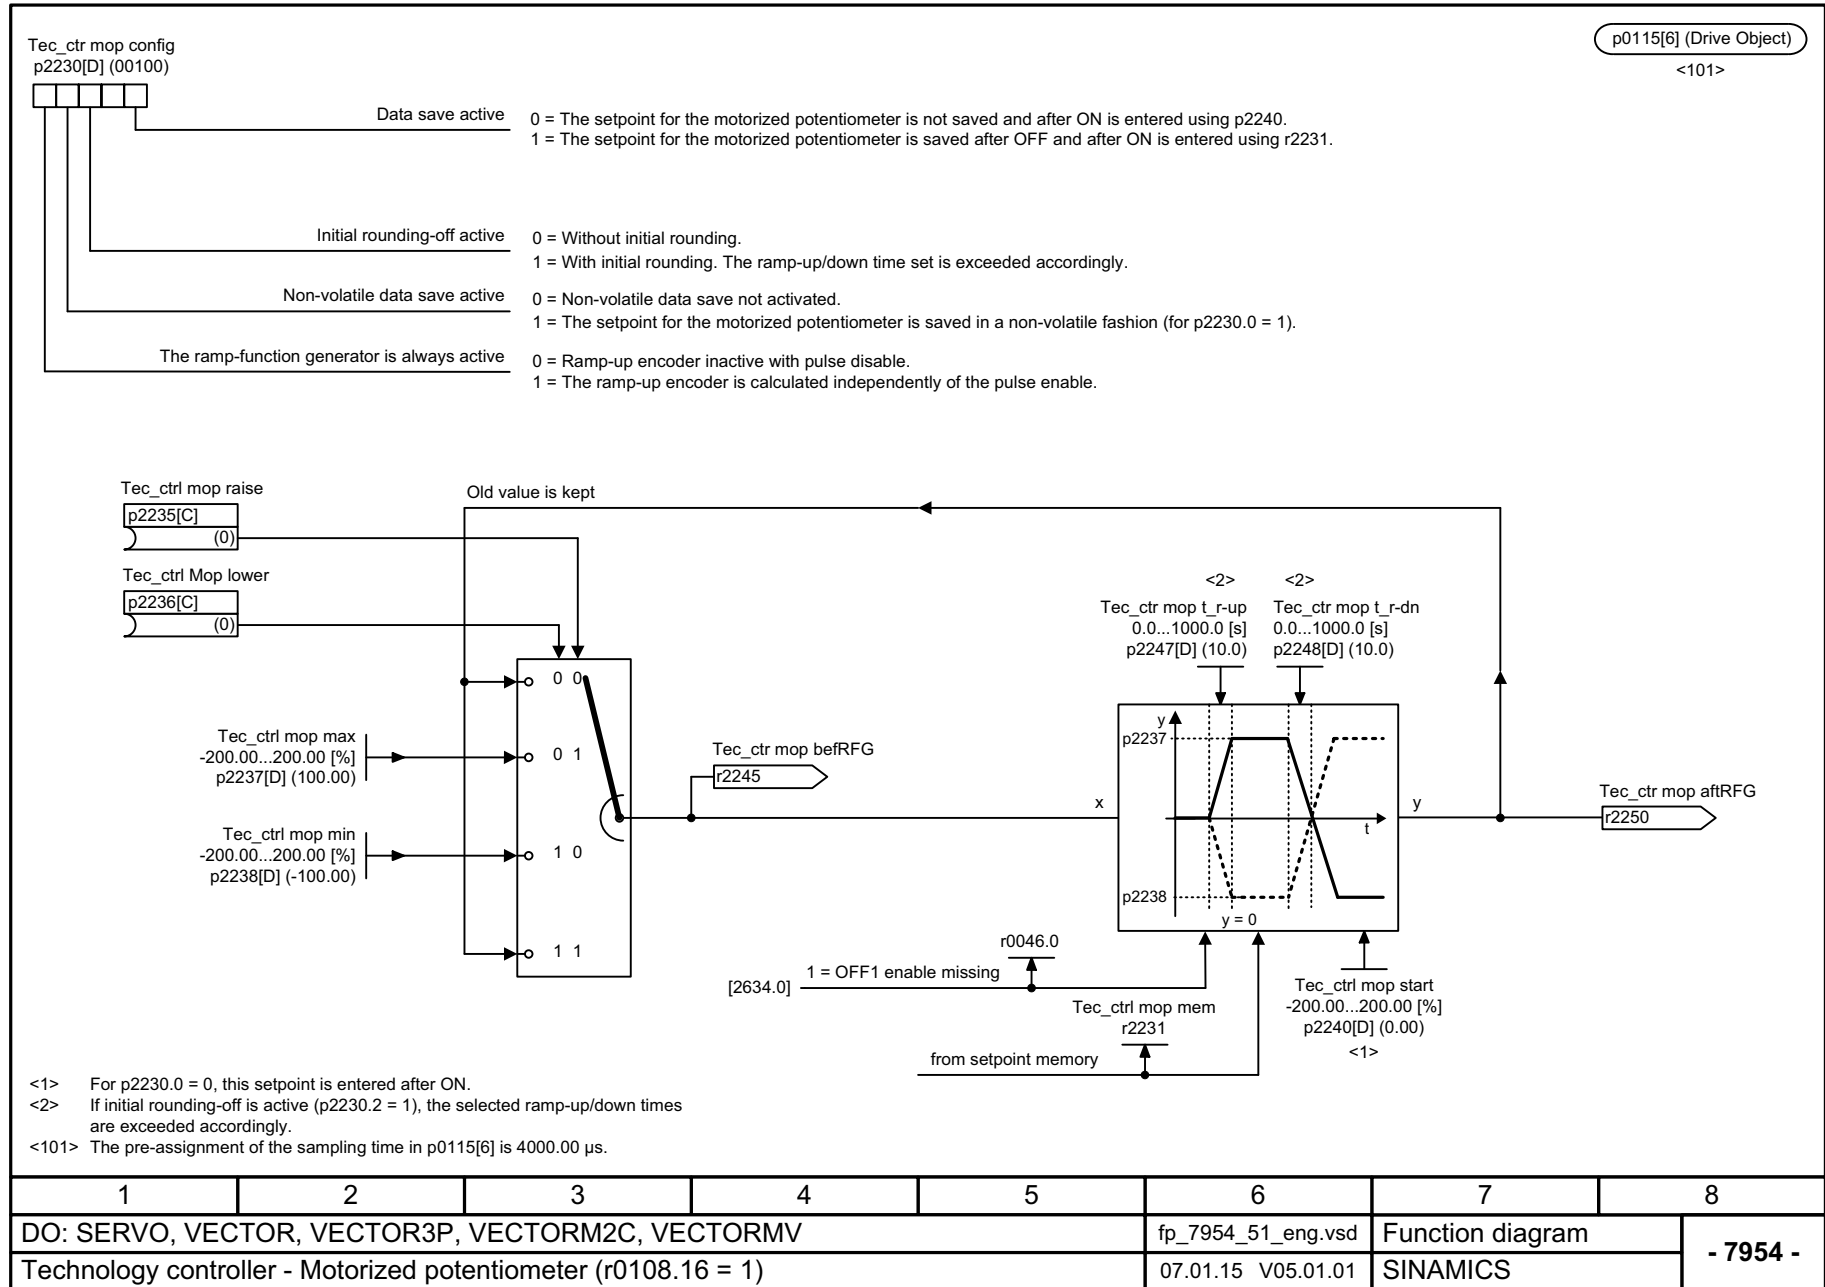 Tec_ctr mop config
p2230[D] (00100)
p0115[6] (Drive Object)
<101>
Data save active
0 = The setpoint for the motorized potentiometer is not saved and after ON is entered using p2240.
1 = The setpoint for the motorized potentiometer is saved after OFF and after ON is entered using r2231.
Initial rounding-off active
0 = Without initial rounding.
1 = With initial rounding. The ramp-up/down time set is exceeded accordingly.
Non-volatile data save active
0 = Non-volatile data save not activated.
1 = The setpoint for the motorized potentiometer is saved in a non-volatile fashion (for p2230.0 = 1).
The ramp-function generator is always active
0 = Ramp-up encoder inactive with pulse disable.
1 = The ramp-up encoder is calculated independently of the pulse enable.
Tec_ctrl mop raise
p2235[C]
(0)
Old value is kept
Tec_ctrl Mop lower
p2236[C]
(0)
<2>
Tec_ctr mop t_r-up
0.0...1000.0 [s]
p2247[D] (10.0)
<2>
Tec_ctr mop t_r-dn
0.0...1000.0 [s]
p2248[D] (10.0)
0 0
0 1
1 0
1 1
Tec_ctrl mop max
-200.00...200.00 [%]
p2237[D] (100.00)
Tec_ctrl mop min
-200.00...200.00 [%]
p2238[D] (-100.00)
Tec_ctr mop befRFG
r2245
x
y
p2237
t
p2238
y = 0
y
Tec_ctr mop aftRFG
r2250
r0046.0
[2634.0]
1 = OFF1 enable missing
Tec_ctrl mop mem
r2231
from setpoint memory
Tec_ctrl mop start
-200.00...200.00 [%]
p2240[D] (0.00)
<1>
<1> For p2230.0 = 0, this setpoint is entered after ON.
<2> If initial rounding-off is active (p2230.2 = 1), the selected ramp-up/down times
are exceeded accordingly.
<101> The pre-assignment of the sampling time in p0115[6] is 4000.00 µs.
1 2 3 4 5 6 7 8
DO: SERVO, VECTOR, VECTOR3P, VECTORM2C, VECTORMV
fp_7954_51_eng.vsd
Function diagram
- 7954 -
Technology controller - Motorized potentiometer (r0108.16 = 1)
07.01.15 V05.01.01
SINAMICS